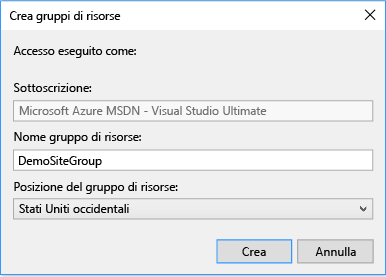 Crea gruppi di risorse
Accesso eseguito come:
Sottoscrizione:
Microsoft Azure MSDN - Visual Studio Ultimate
Nome gruppo di risorse:
DemoSiteGroup
Posizione del gruppo di risorse:
Stati Uniti occidentali
Crea
Annulla